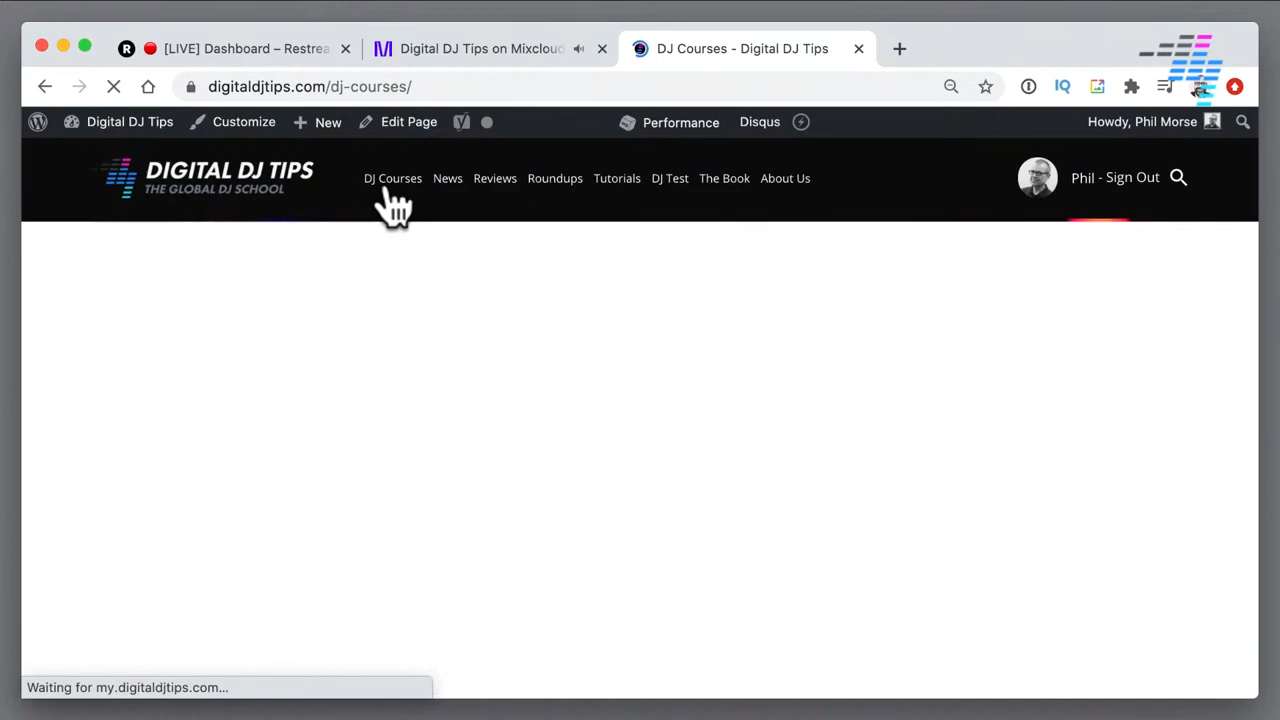 [LIVE] Dashboard – Restrea
Digital DJ Tips on Mixcloud
DJ Courses - Digital DJ Tips
digitaldjtips.com/dj-courses/
Digital DJ Tips Customize New Edit Page Performance Disqus Howdy, Phil Morse
DIGITAL DJ TIPS
THE GLOBAL DJ SCHOOL
DJ Courses News Reviews Roundups Tutorials DJ Test The Book About Us
Phil - Sign Out
Waiting for my.digitaldjtips.com...